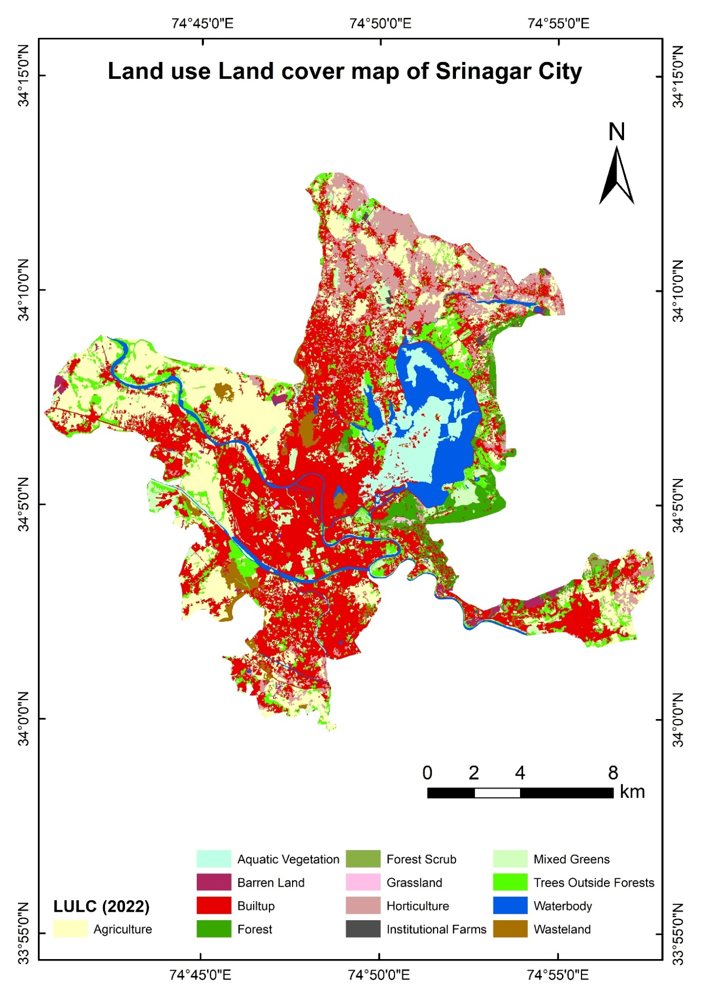 74°45'0"E 74°50'0"E 74°55'0"E
34°15'0"N 34°15'0"N
Land use Land cover map of Srinagar City
N
34°10'0"N 34°10'0"N
34°5'0"N 34°5'0"N
34°0'0"N 34°0'0"N
0 2 4 8
km
Aquatic Vegetation Forest Scrub Mixed Greens
Barren Land Grassland Trees Outside Forests
LULC (2022) Builtup Horticulture Waterbody
Agriculture Forest Institutional Farms Wasteland
33°55'0"N 33°55'0"N
74°45'0"E 74°50'0"E 74°55'0"E